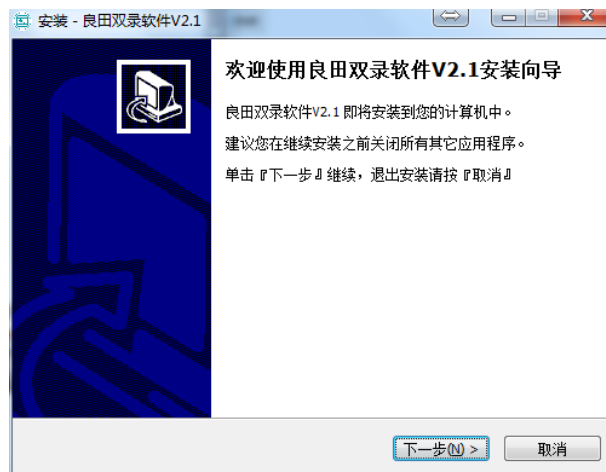 安装 - 良田双录软件V2.1
欢迎使用良田双录软件V2.1安装向导
良田双录软件V2.1 即将安装到您的计算机中。
建议您在继续安装之前关闭所有其它应用程序。
单击『下一步』继续，退出安装请按『取消』
下一步(N) >
取消